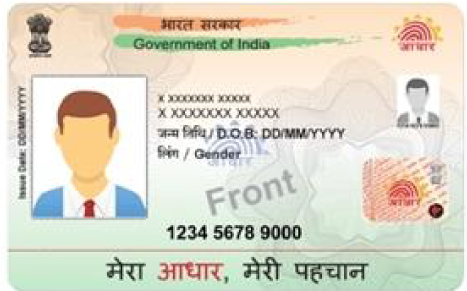 भारत सरकार
Government of India
आधार
Issue Date: DD/MM/YYYY
X XXXXXXX XXXXX
X XXXXXXX XXXXX
जन्म तिथि / D.O.B: DD/MM/YYYY
लिंग / Gender
आधार
Front
1234 5678 9000
मेरा आधार, मेरी पहचान